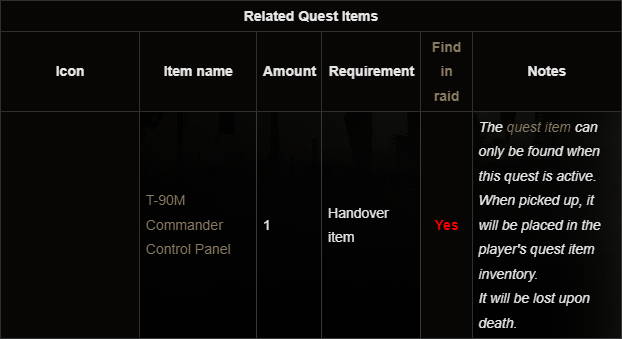 Related Quest Items
Icon
Item name
Amount
Requirement
Find
in
raid
Notes
T-90M
Commander
Control Panel
1
Handover
item
Yes
The quest item can
only be found when
this quest is active.
When picked up, it
will be placed in the
player's quest item
inventory.
It will be lost upon
death.